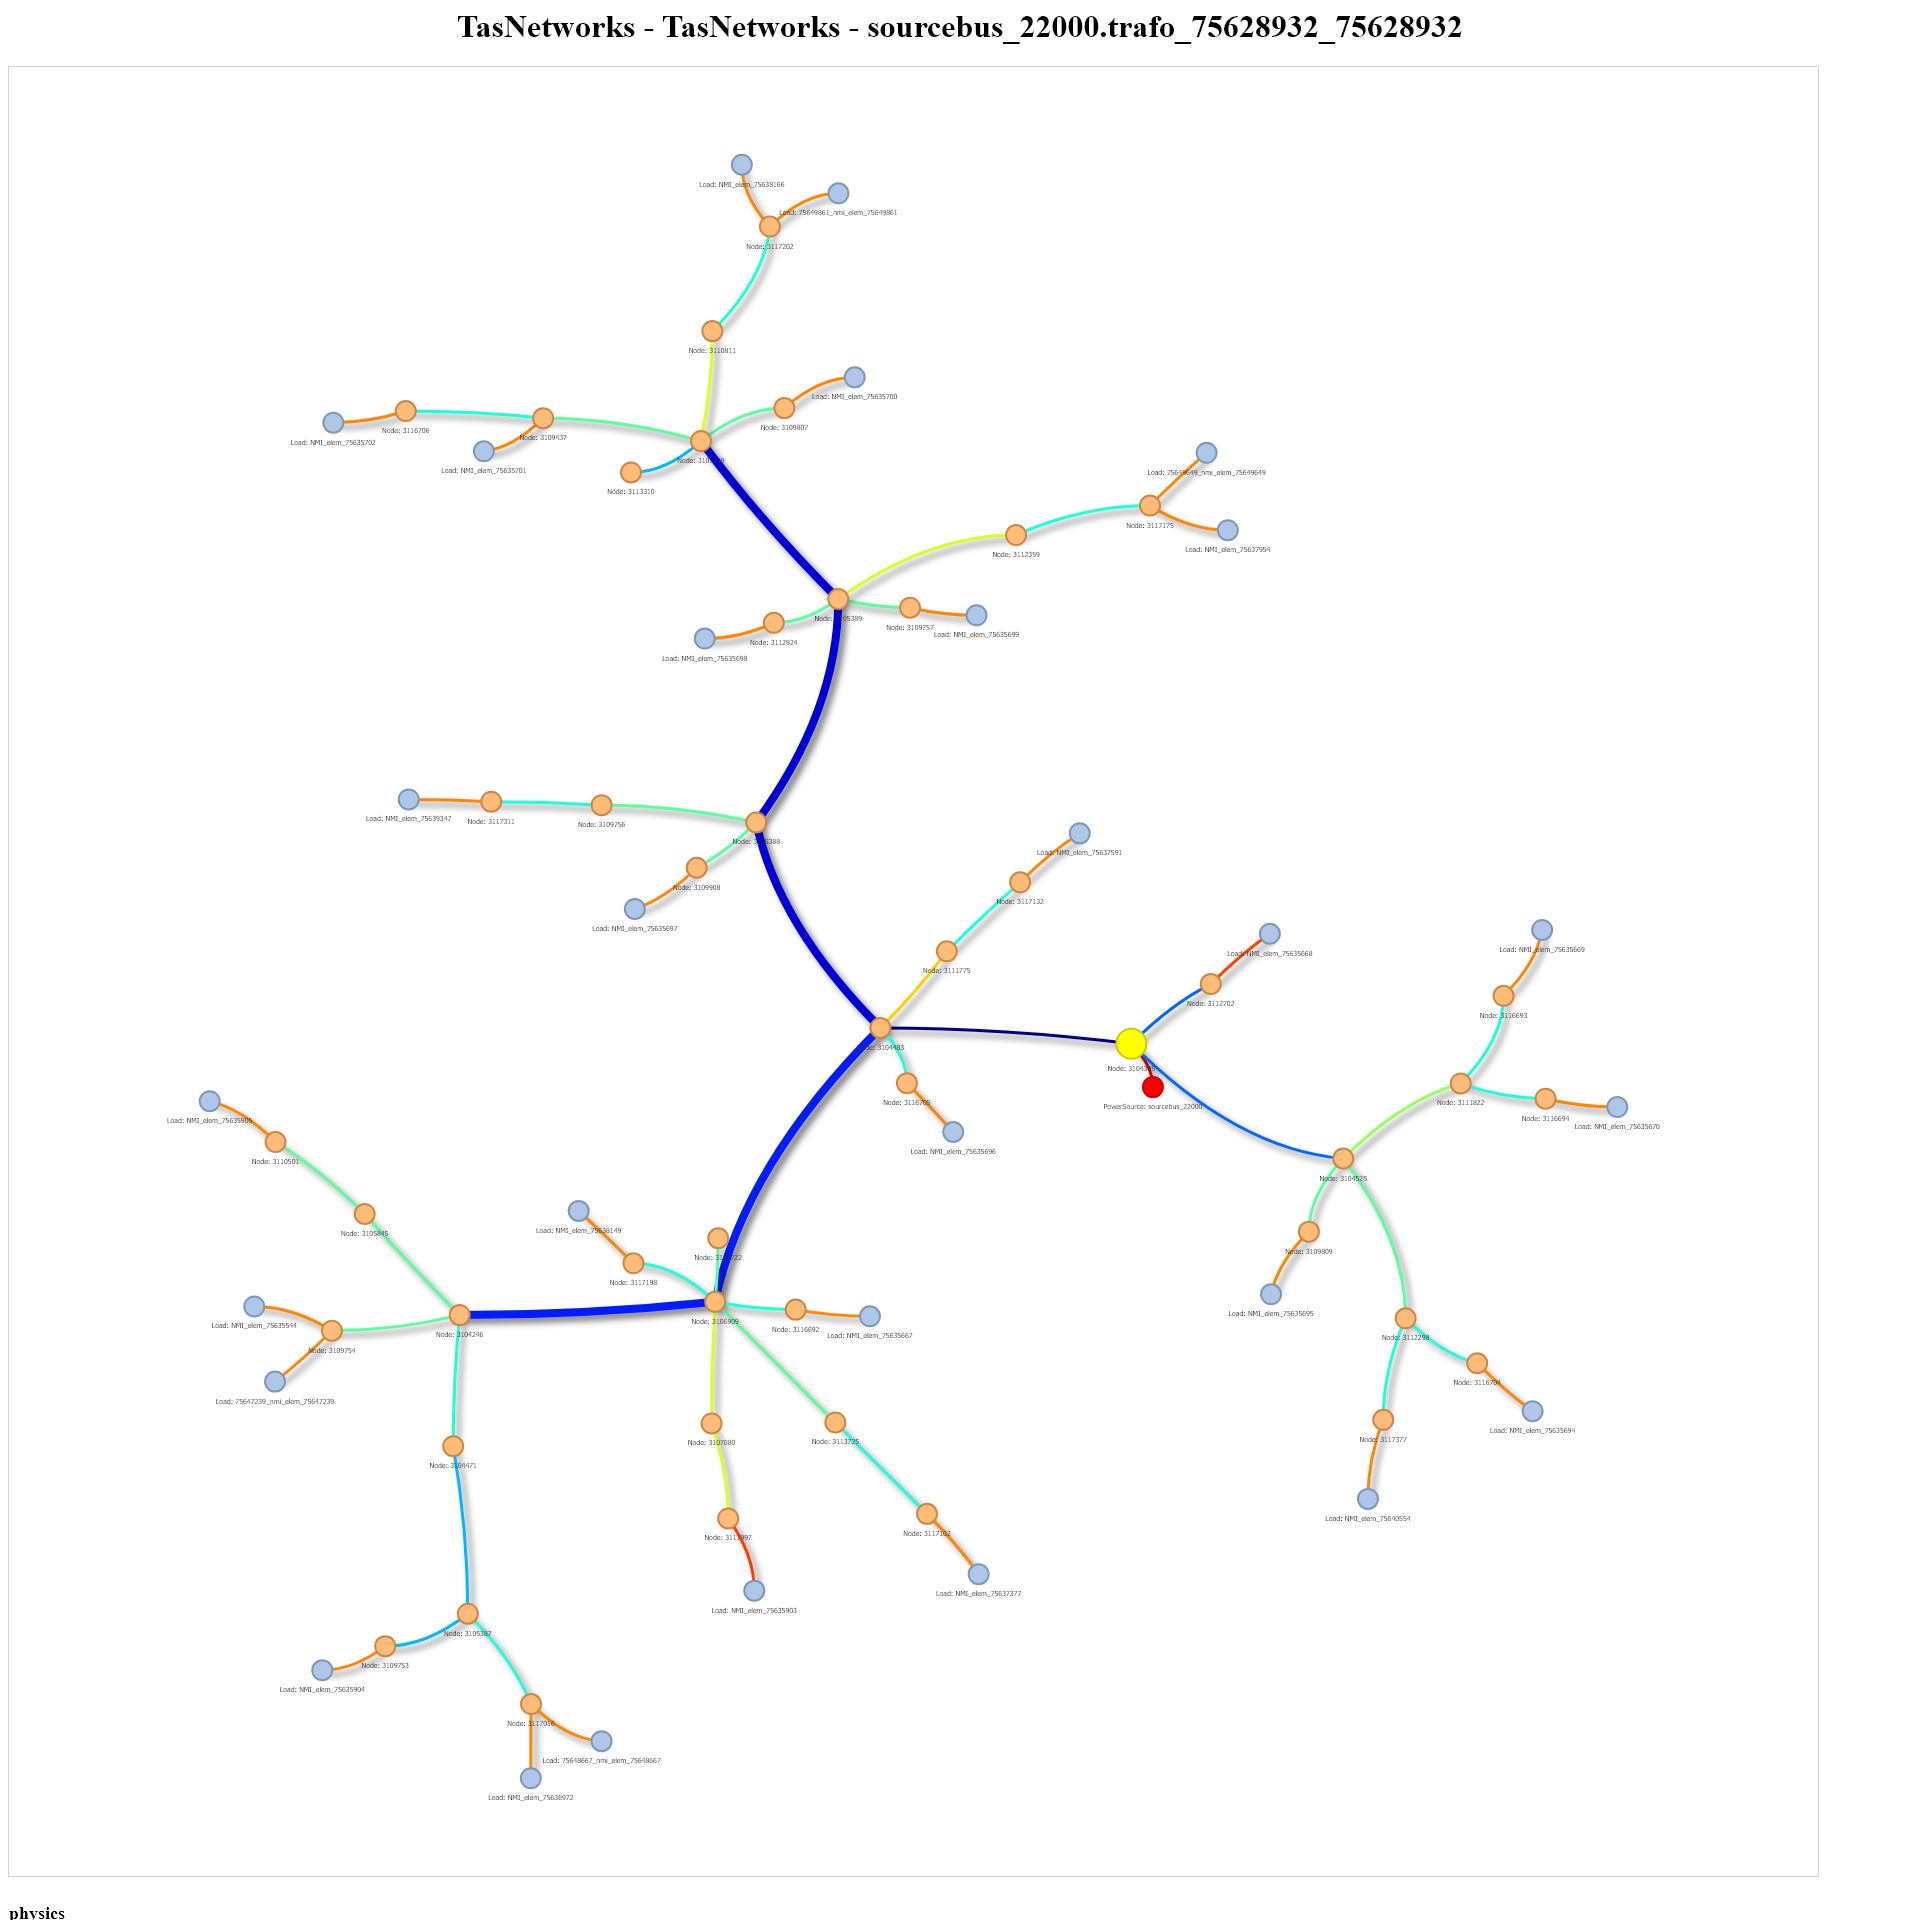 TasNetworks - TasNetworks - sourcebus_22000.trafo_75628932_75628932
Load: NMI_elem_75638166
Load: 75649861_nmi_elem_75649861
Node: 3117202
Node: 3110811
Load: NMI_elem_75635700
Node: 3116706
Load: NMI_elem_75635702
Node: 3109437
Node: 3109807
Load: NMI_elem_75635701
Node:
Load: 75649649_nmi_elem_75649649
Node: 3113310
Node: 3117175
Load: NMI_elem_75637954
Node: 3112359
Node: 3105389
Node: 3109757
Load: NMI_elem_75635699
Node: 3112924
Load: NMI_elem_75635698
Load: NMI_elem_75639347
Node: 3117311
Node: 3109756
Node: 3105388
Load: NMI_elem_75637591
Node: 3109908
Node: 3117132
Load: NMI_elem_75635697
Load: NMI_elem_75635669
Load: NMI_elem_75635668
Node: 3111775
Node: 3112702
Node: 3116693
Node: 3104483
Node:
Node: 3116705
PowerSource: sourcebus_22000
Node: 3111822
Node: 3116694
Load: NMI_elem_75635905
Load: NMI_elem_75635670
Load: NMI_elem_75635696
Node: 3110501
Node: 3104525
Load: NMI_elem_75638149
Node: 3105845
Node:
Node: 3109809
Node: 3117198
Load: NMI_elem_75635695
Load: NMI_elem_75635544
Node: 3104246
Node: 3106909
Load: NMI_elem_75635667
Node: 3116692
Node: 3112298
Node: 3109754
Node: 3116704
Load: 75647239_nmi_elem_75647239
Load: NMI_elem_75635694
Node: 3107080
Node: 3113725
Node: 3117377
Node: 3104471
Load: NMI_elem_75640554
Node: 3117102
Node: 3111997
Load: NMI_elem_75637377
Load: NMI_elem_75635903
Node: 3105387
Node: 3109753
Load: NMI_elem_75635904
Node: 3117016
Load: 75648667_nmi_elem_75648667
Load: NMI_elem_75636972
physics